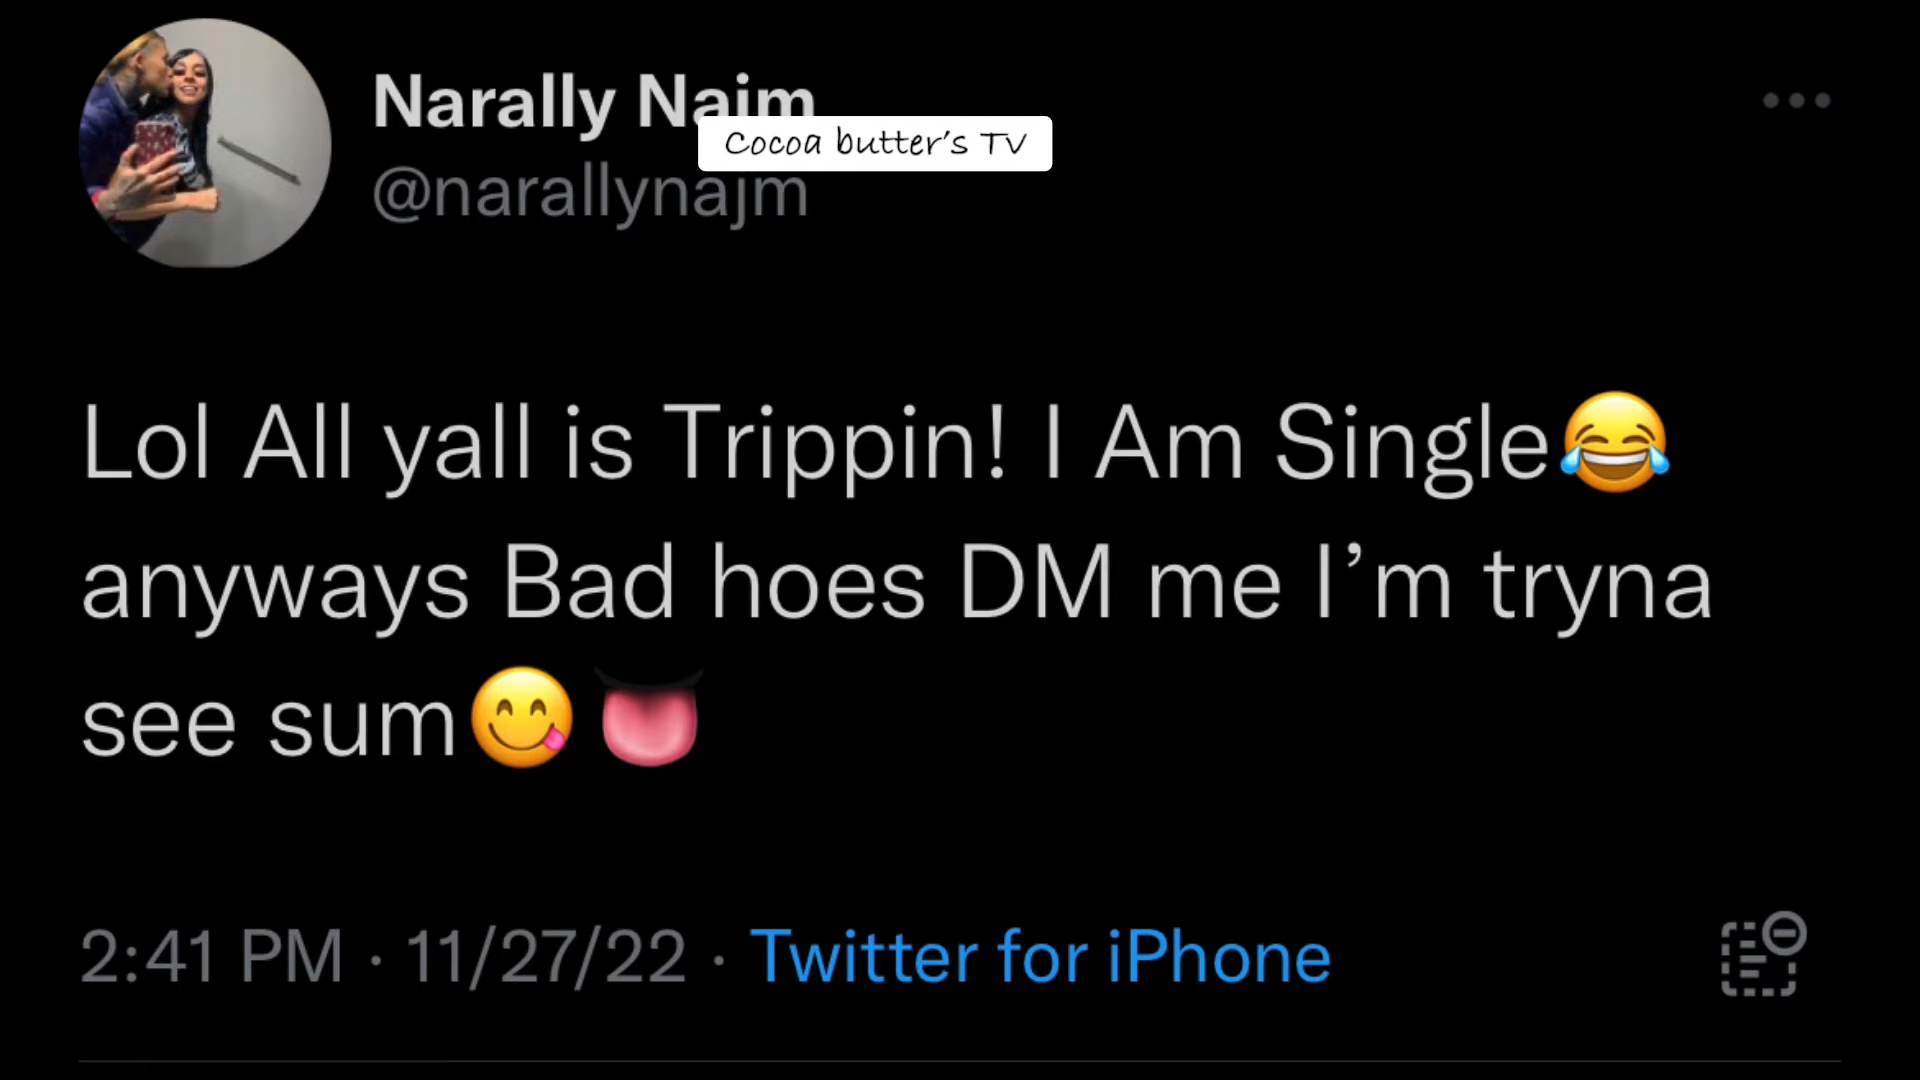 Narally Najm
Cocoa butter's TV
@narallynajm
Lol All yall is Trippin! I Am Single😂
anyways Bad hoes DM me I’m tryna
see sum😋👅
2:41 PM · 11/27/22 · Twitter for iPhone